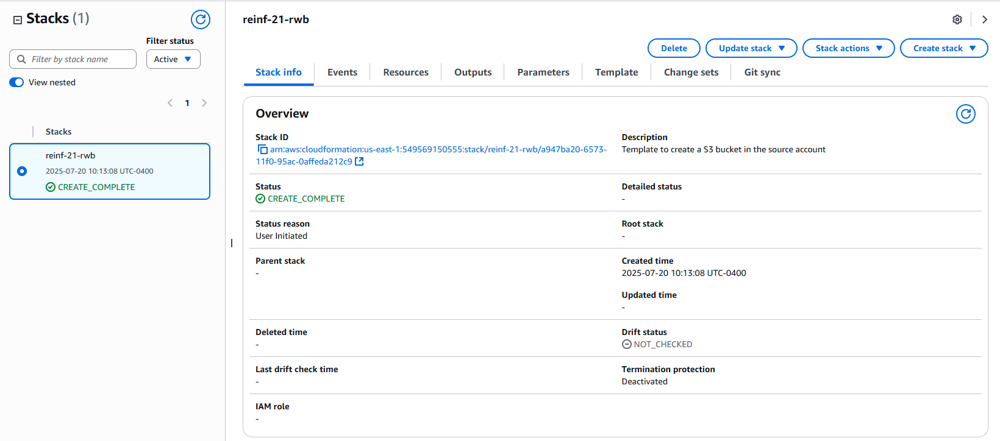 Stacks (1)
Filter status
Filter by stack name
Active
View nested
1
Stacks
reinf-21-rwb
2025-07-20 10:13:08 UTC-0400
CREATE_COMPLETE
reinf-21-rwb
Delete
Update stack
Stack actions
Create stack
Stack info
Events
Resources
Outputs
Parameters
Template
Change sets
Git sync
Overview
Stack ID
arn:aws:cloudformation:us-east-1:549569150555:stack/reinf-21-rwb/a947ba20-6573-
11f0-95ac-0affeda212c9
Description
Template to create a S3 bucket in the source account
Status
CREATE_COMPLETE
Detailed status
-
Status reason
User Initiated
Root stack
-
Parent stack
-
Created time
2025-07-20 10:13:08 UTC-0400
Updated time
-
Deleted time
-
Drift status
NOT_CHECKED
Last drift check time
-
Termination protection
Deactivated
IAM role
-